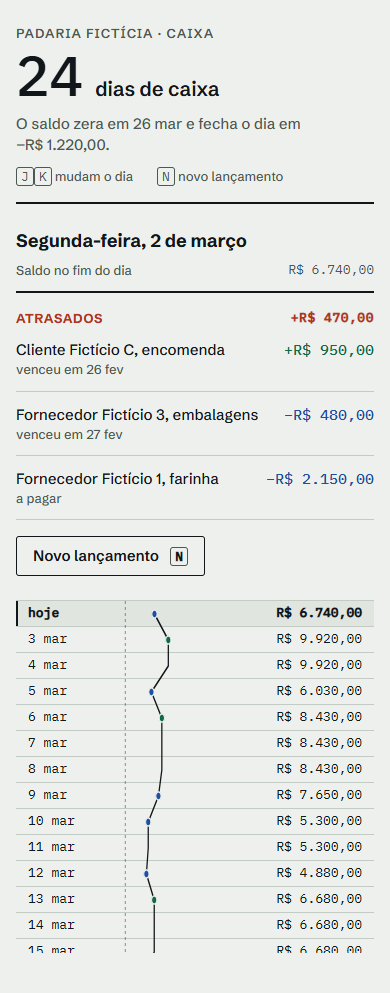 PADARIA FICTÍCIA · CAIXA
24 dias de caixa
O saldo zera em 26 mar e fecha o dia em
−R$ 1.220,00.
J K mudam o dia N novo lançamento
Segunda-feira, 2 de março
Saldo no fim do dia R$ 6.740,00
ATRASADOS +R$ 470,00
Cliente Fictício C, encomenda +R$ 950,00
venceu em 26 fev
Fornecedor Fictício 3, embalagens −R$ 480,00
venceu em 27 fev
Fornecedor Fictício 1, farinha −R$ 2.150,00
a pagar
Novo lançamento N
hoje R$ 6.740,00
3 mar R$ 9.920,00
4 mar R$ 9.920,00
5 mar R$ 6.030,00
6 mar R$ 8.430,00
7 mar R$ 8.430,00
8 mar R$ 8.430,00
9 mar R$ 7.650,00
10 mar R$ 5.300,00
11 mar R$ 5.300,00
12 mar R$ 4.880,00
13 mar R$ 6.680,00
14 mar R$ 6.680,00
15 mar R$ 6.680,00